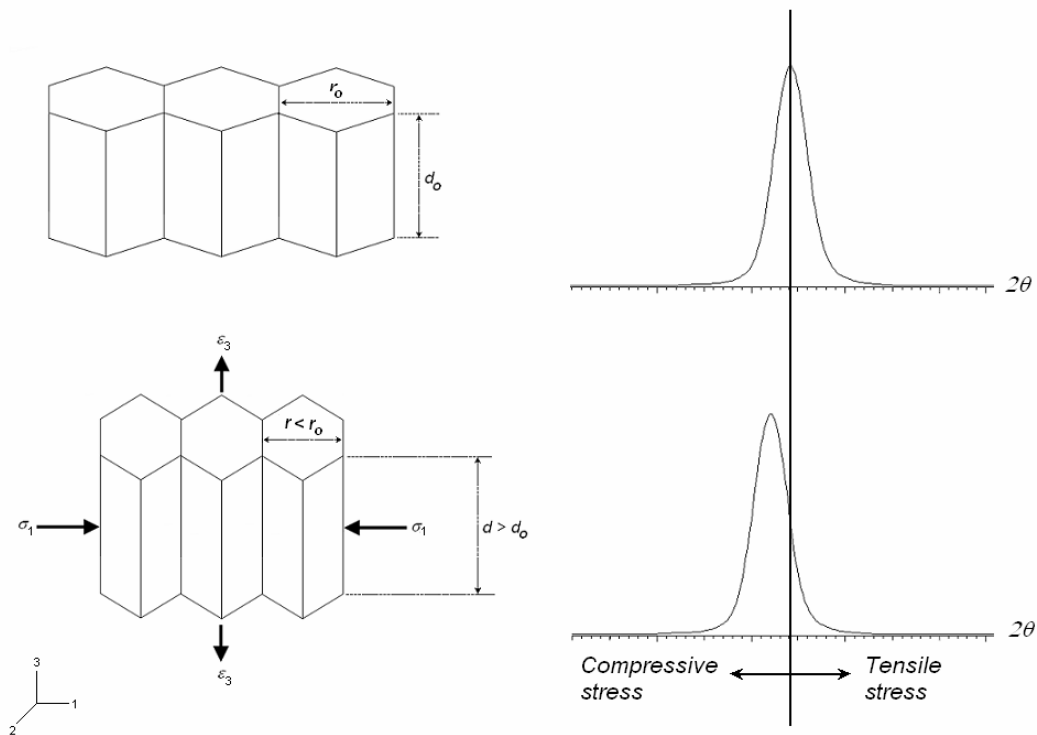 r₀
d₀
2θ
ε₃
r < r₀
σ₁
σ₁
d > d₀
ε₃
2θ
Compressive
stress
Tensile
stress
3
1
2